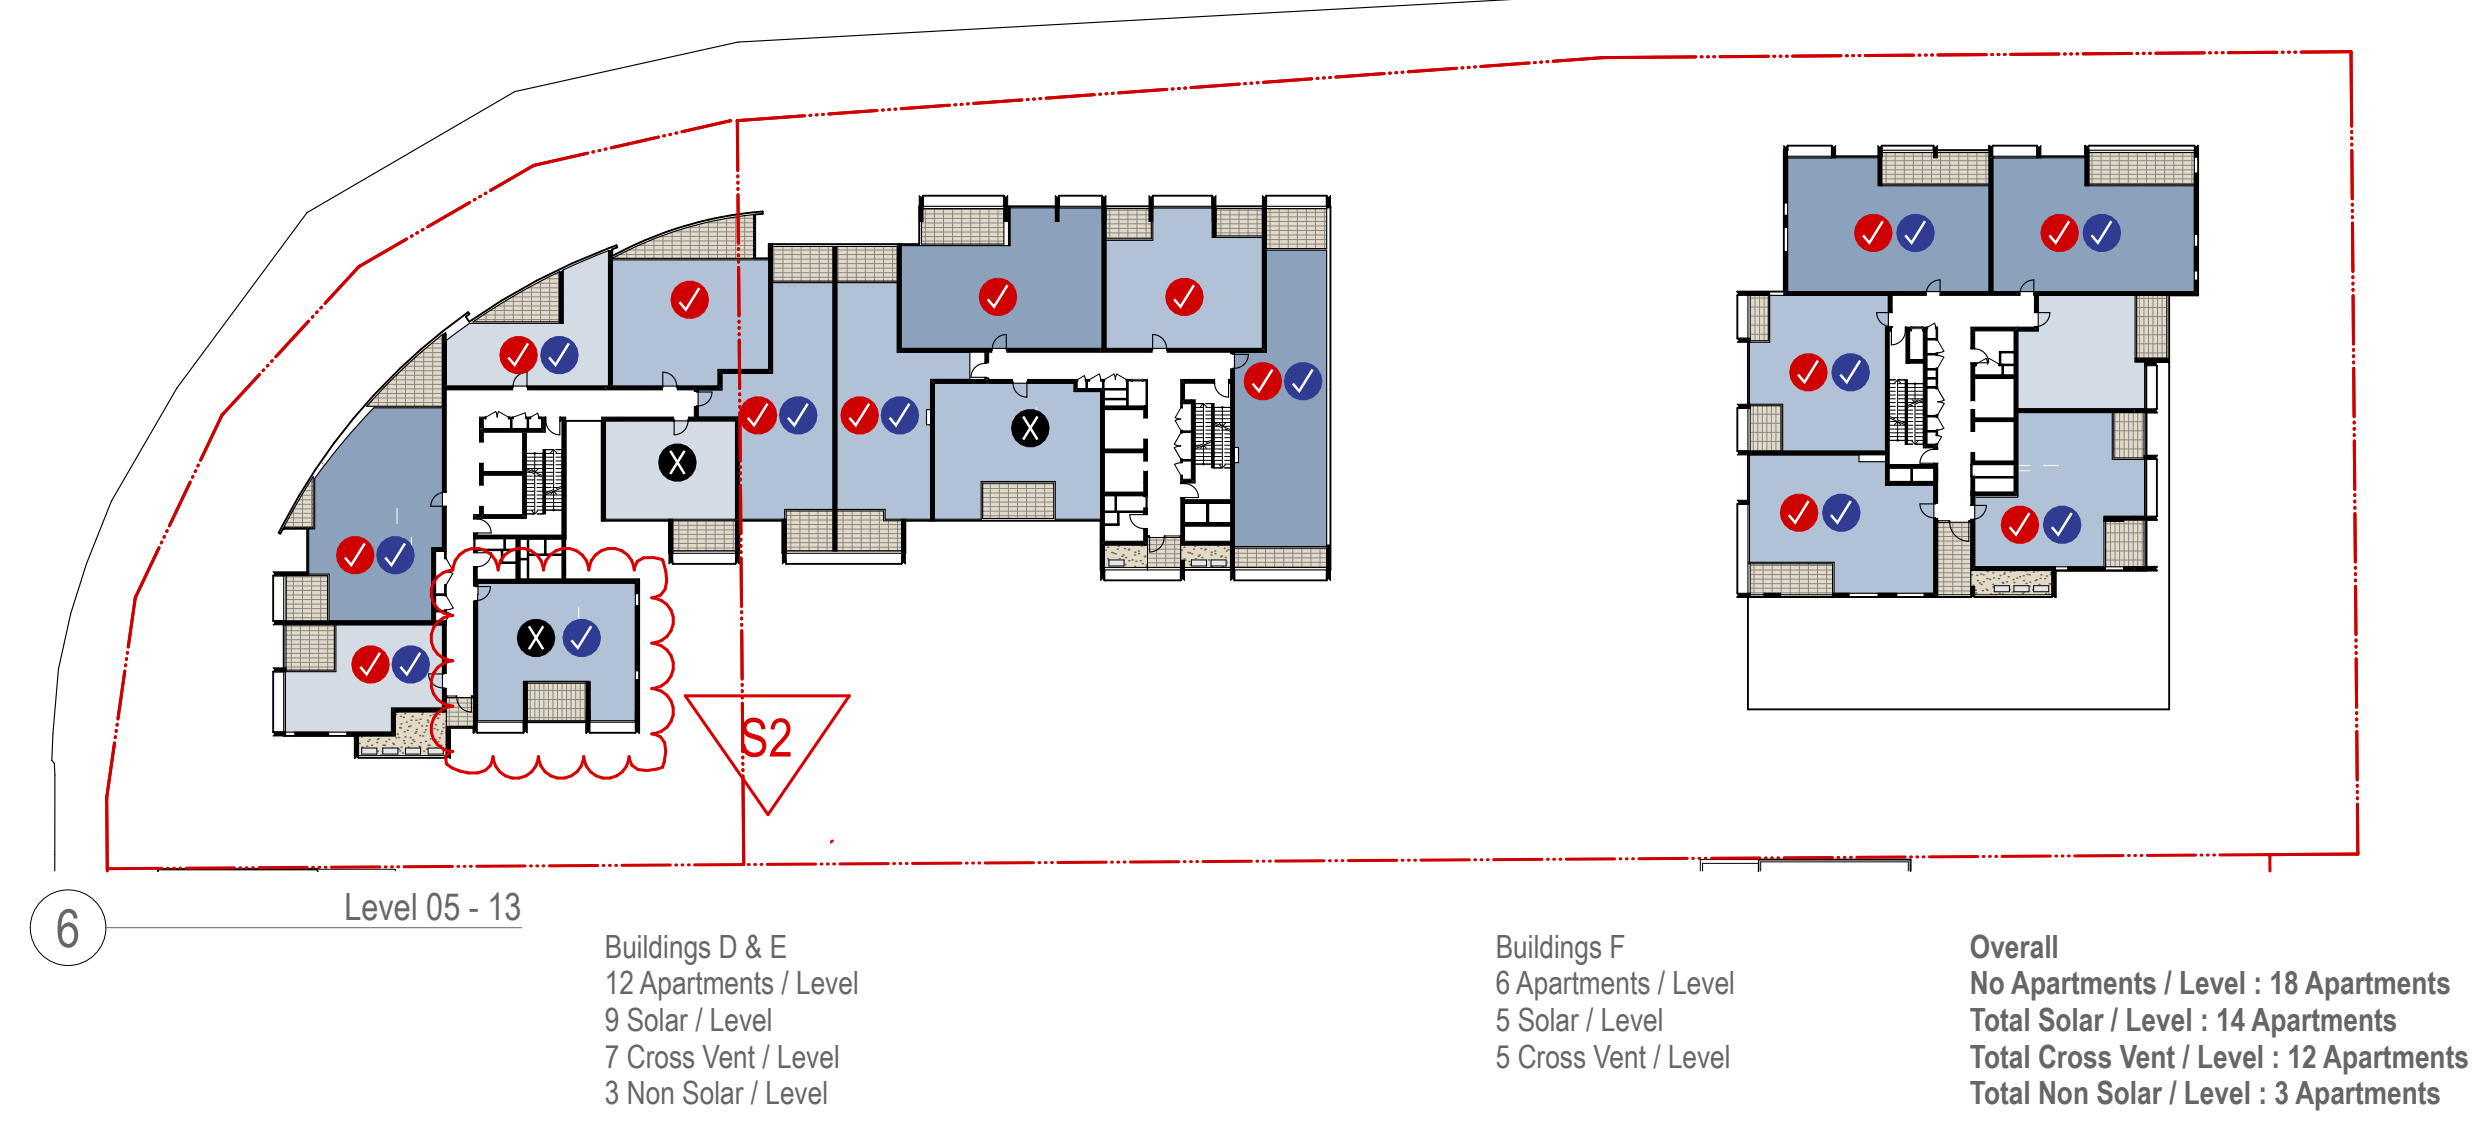 X
X
X
S2
6
Level 05 - 13
Buildings D & E
12 Apartments / Level
9 Solar / Level
7 Cross Vent / Level
3 Non Solar / Level
Buildings F
6 Apartments / Level
5 Solar / Level
5 Cross Vent / Level
Overall
No Apartments / Level : 18 Apartments
Total Solar / Level : 14 Apartments
Total Cross Vent / Level : 12 Apartments
Total Non Solar / Level : 3 Apartments